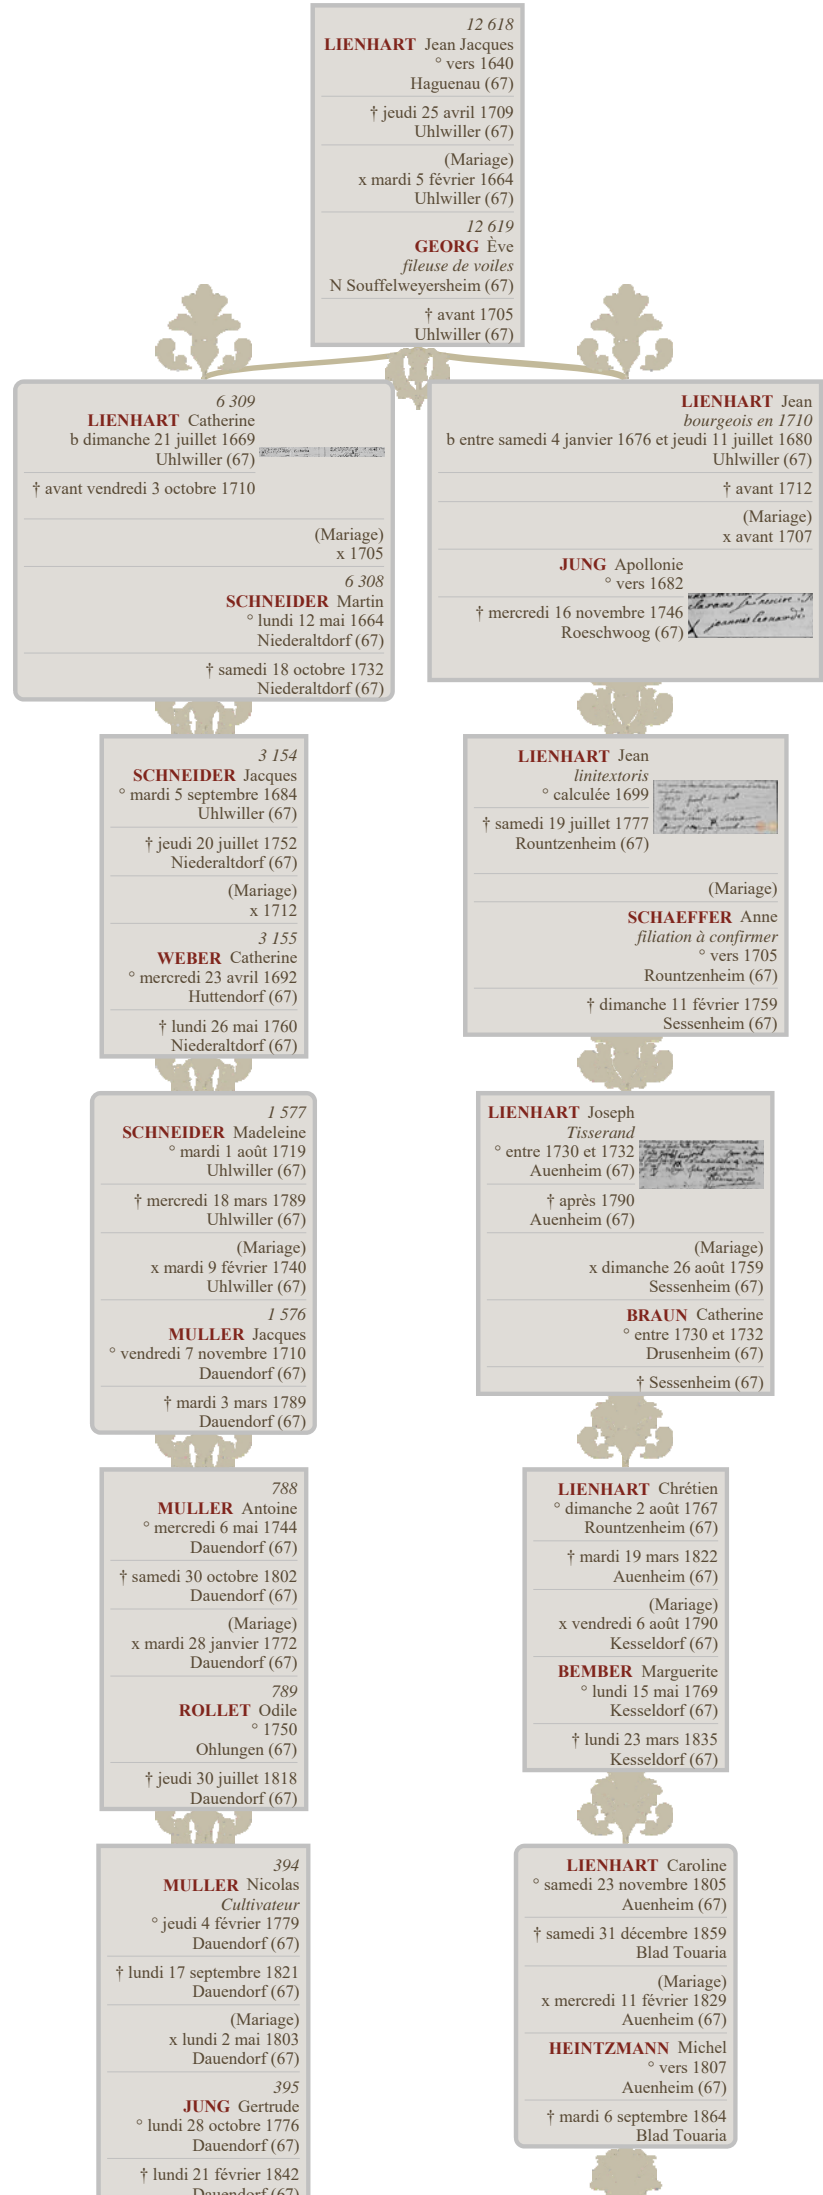 12 618
LIENHART Jean Jacques
° vers 1640
Haguenau (67)
† jeudi 25 avril 1709
Uhlwiller (67)
(Mariage)
x mardi 5 février 1664
Uhlwiller (67)
12 619
GEORG Ève
fileuse de voiles
N Souffelweyersheim (67)
† avant 1705
Uhlwiller (67)
6 309
LIENHART Catherine
b dimanche 21 juillet 1669
Uhlwiller (67)
† avant vendredi 3 octobre 1710
(Mariage)
x 1705
6 308
SCHNEIDER Martin
° lundi 12 mai 1664
Niederaltdorf (67)
† samedi 18 octobre 1732
Niederaltdorf (67)
LIENHART Jean
bourgeois en 1710
b entre samedi 4 janvier 1676 et jeudi 11 juillet 1680
Uhlwiller (67)
† avant 1712
(Mariage)
x avant 1707
JUNG Apollonie
° vers 1682
† mercredi 16 novembre 1746
Roeschwoog (67)
3 154
SCHNEIDER Jacques
° mardi 5 septembre 1684
Uhlwiller (67)
† jeudi 20 juillet 1752
Niederaltdorf (67)
(Mariage)
x 1712
3 155
WEBER Catherine
° mercredi 23 avril 1692
Huttendorf (67)
† lundi 26 mai 1760
Niederaltdorf (67)
LIENHART Jean
linitextoris
° calculée 1699
† samedi 19 juillet 1777
Rountzenheim (67)
(Mariage)
SCHAEFFER Anne
filiation à confirmer
° vers 1705
Rountzenheim (67)
† dimanche 11 février 1759
Sessenheim (67)
1 577
SCHNEIDER Madeleine
° mardi 1 août 1719
Uhlwiller (67)
† mercredi 18 mars 1789
Uhlwiller (67)
(Mariage)
x mardi 9 février 1740
Uhlwiller (67)
1 576
MULLER Jacques
° vendredi 7 novembre 1710
Dauendorf (67)
† mardi 3 mars 1789
Dauendorf (67)
LIENHART Joseph
Tisserand
° entre 1730 et 1732
Auenheim (67)
† après 1790
Auenheim (67)
(Mariage)
x dimanche 26 août 1759
Sessenheim (67)
BRAUN Catherine
° entre 1730 et 1732
Drusenheim (67)
† Sessenheim (67)
788
MULLER Antoine
° mercredi 6 mai 1744
Dauendorf (67)
† samedi 30 octobre 1802
Dauendorf (67)
(Mariage)
x mardi 28 janvier 1772
Dauendorf (67)
789
ROLLET Odile
° 1750
Ohlungen (67)
† jeudi 30 juillet 1818
Dauendorf (67)
LIENHART Chrétien
° dimanche 2 août 1767
Rountzenheim (67)
† mardi 19 mars 1822
Auenheim (67)
(Mariage)
x vendredi 6 août 1790
Kesseldorf (67)
BEMBER Marguerite
° lundi 15 mai 1769
Kesseldorf (67)
† lundi 23 mars 1835
Kesseldorf (67)
394
MULLER Nicolas
Cultivateur
° jeudi 4 février 1779
Dauendorf (67)
† lundi 17 septembre 1821
Dauendorf (67)
(Mariage)
x lundi 2 mai 1803
Dauendorf (67)
395
JUNG Gertrude
° lundi 28 octobre 1776
Dauendorf (67)
† lundi 21 février 1842
Dauendorf (67)
LIENHART Caroline
° samedi 23 novembre 1805
Auenheim (67)
† samedi 31 décembre 1859
Blad Touaria
(Mariage)
x mercredi 11 février 1829
Auenheim (67)
HEINTZMANN Michel
° vers 1807
Auenheim (67)
† mardi 6 septembre 1864
Blad Touaria